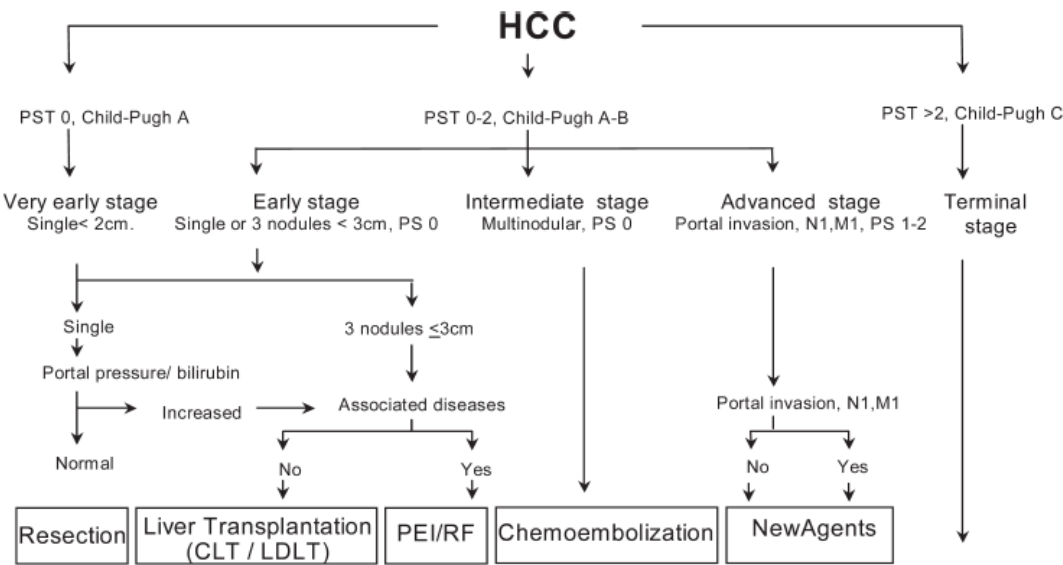 HCC
PST 0, Child-Pugh A
PST 0-2, Child-Pugh A-B
PST >2, Child-Pugh C
Very early stage
Single< 2cm.
Early stage
Single or 3 nodules < 3cm, PS 0
Intermediate stage
Multinodular, PS 0
Advanced stage
Portal invasion, N1,M1, PS 1-2
Terminal
stage
Single
3 nodules ≤3cm
Portal pressure/ bilirubin
Increased
Associated diseases
Portal invasion, N1,M1
Normal
No
Yes
No
Yes
Resection
Liver Transplantation
(CLT / LDLT)
PEI/RF
Chemoembolization
NewAgents